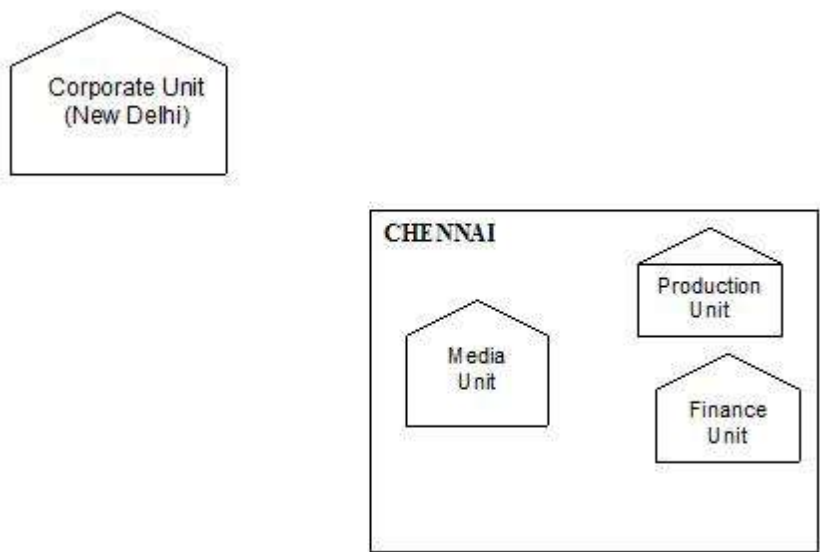 Corporate Unit
(New Delhi)
CHENNAI
Production
Unit
Media
Unit
Finance
Unit